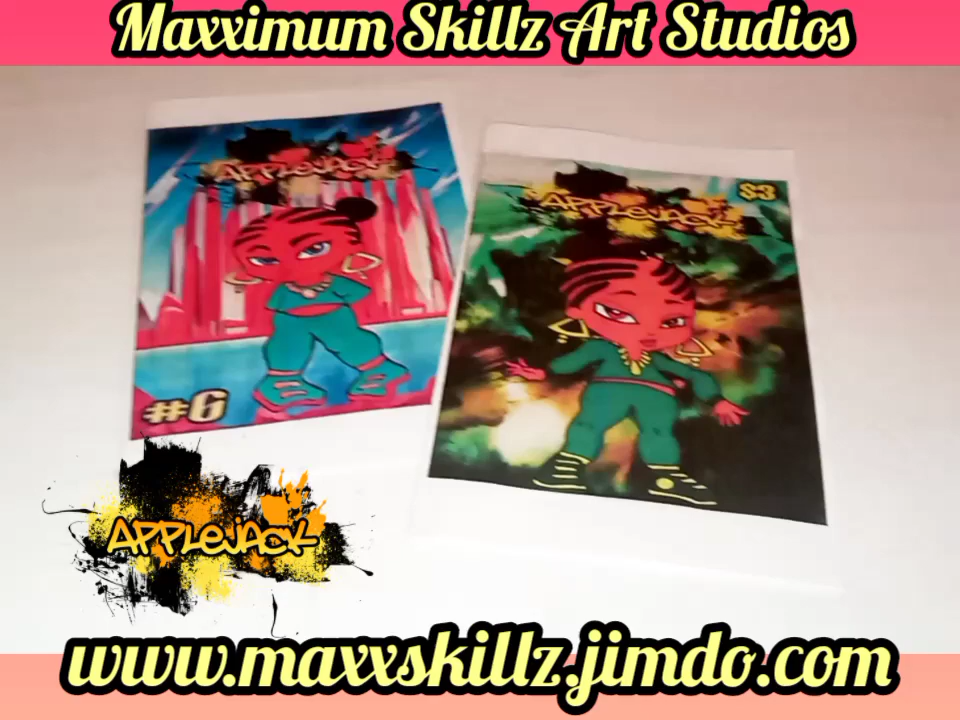 Maxximum Skillz Art Studios
APPLEJACK
#6
APPLEJACK
$3
APPLEJACK
www.maxxskillz.jimdo.com